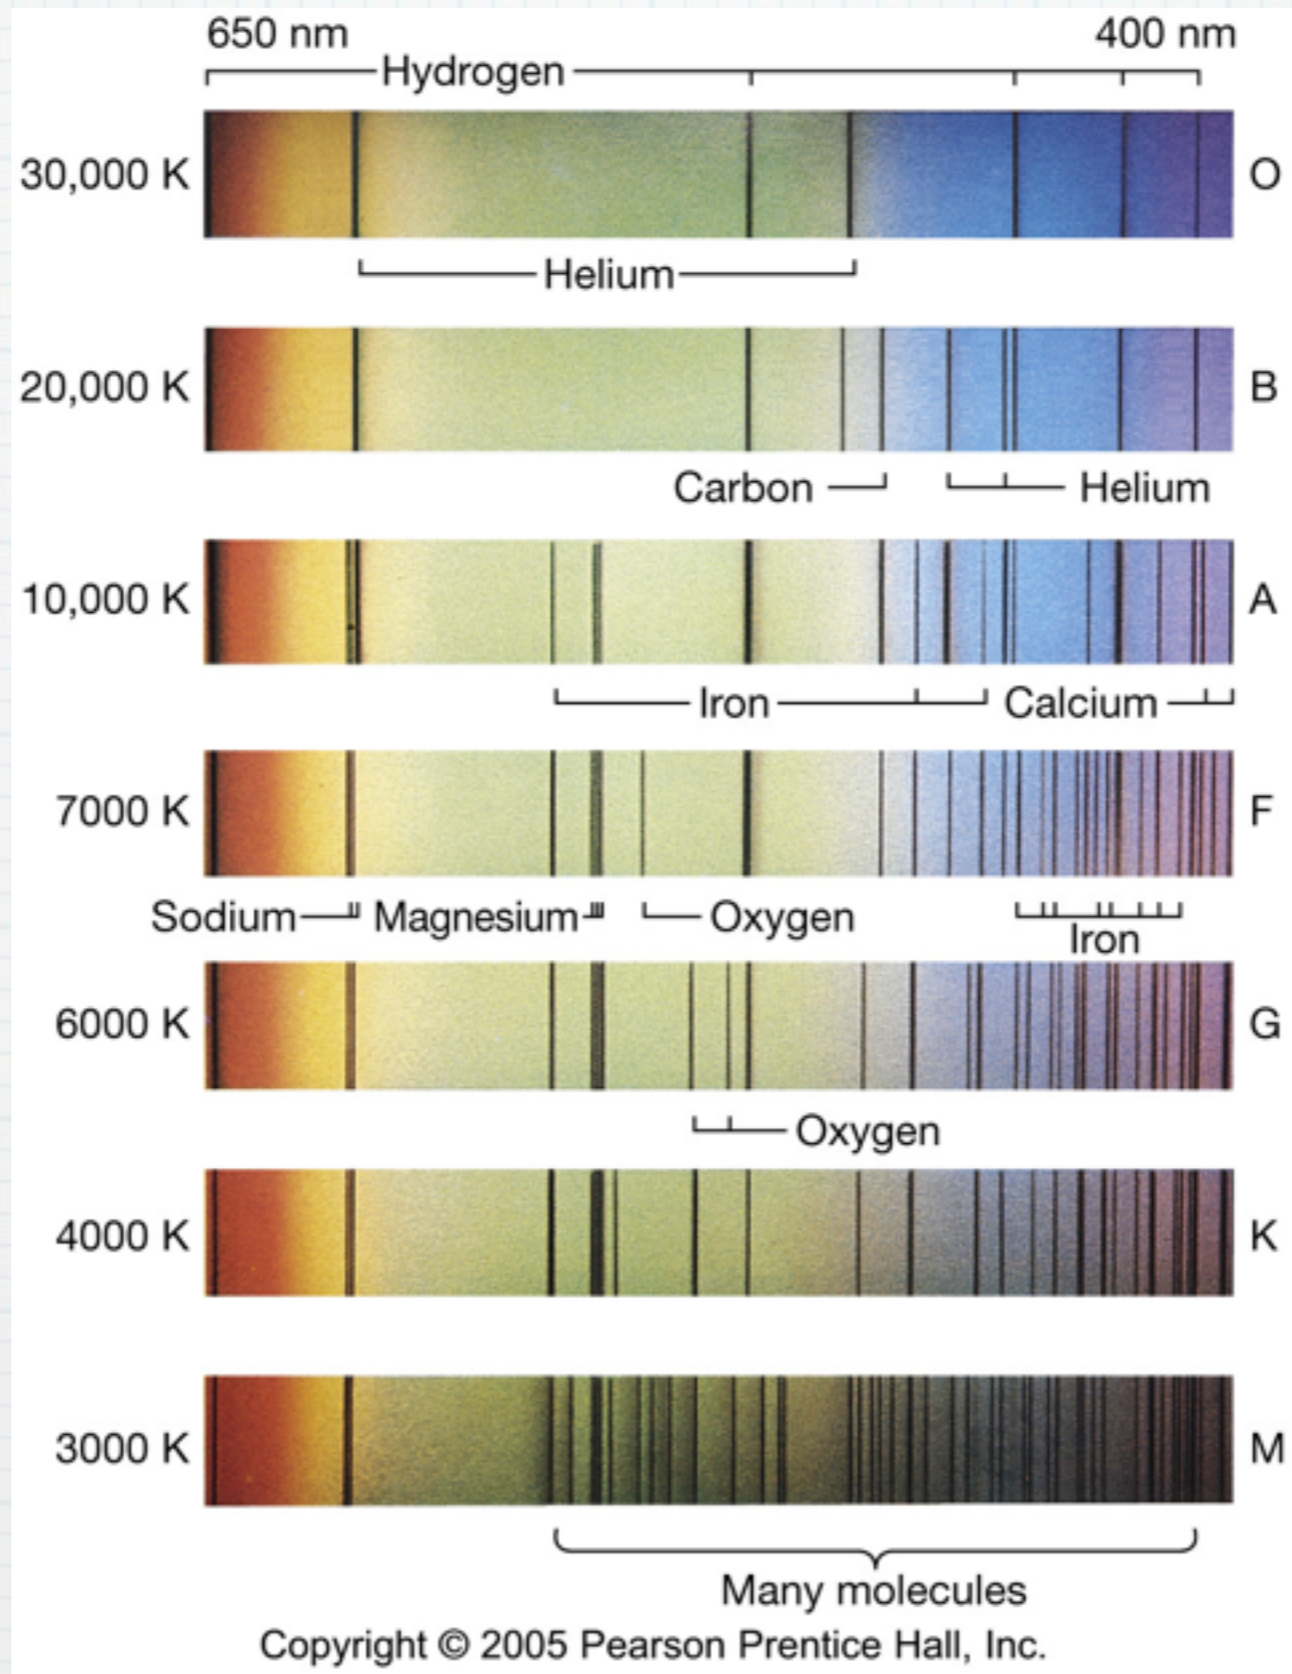 650 nm 400 nm
Hydrogen
30,000 K O
Helium
20,000 K B
Carbon Helium
10,000 K A
Iron Calcium
7000 K F
Sodium Magnesium Oxygen
Iron
6000 K G
Oxygen
4000 K K
3000 K M
Many molecules
Copyright © 2005 Pearson Prentice Hall, Inc.